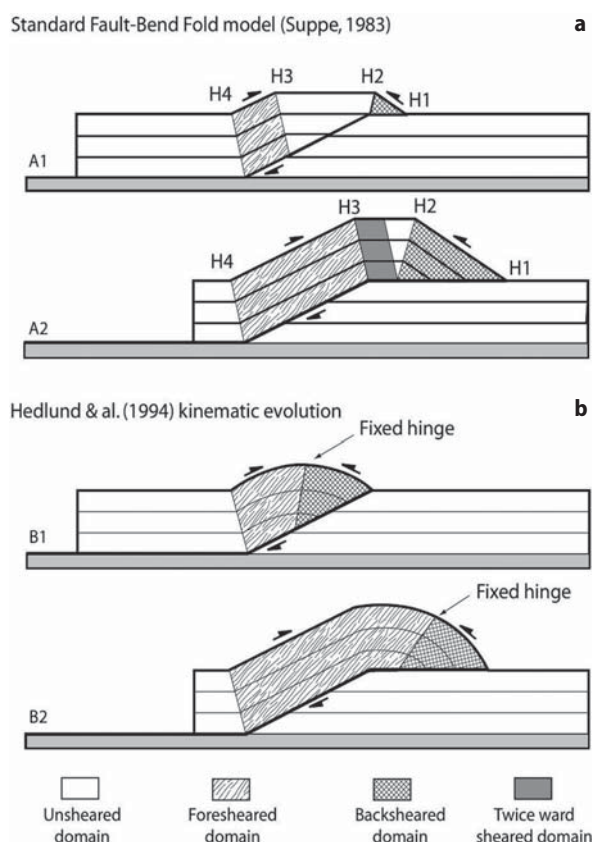 Standard Fault-Bend Fold model (Suppe, 1983) a
H4 H3 H2 H1
A1
H4 H3 H2 H1
A2
Hedlund & al. (1994) kinematic evolution b
Fixed hinge
B1
Fixed hinge
B2
Unsheared domain
Foresheared domain
Backsheared domain
Twice ward sheared domain